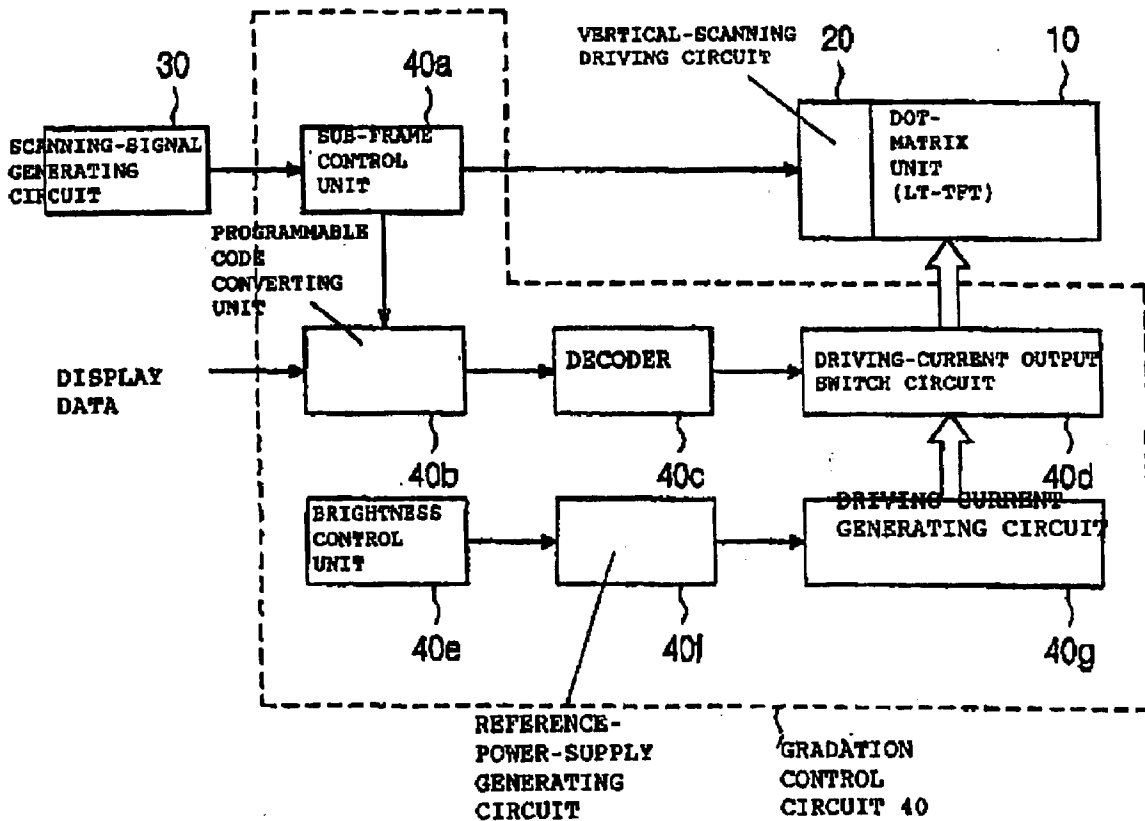 VERTICAL-SCANNING
DRIVING CIRCUIT
20
10
30
40a
SCANNING-SIGNAL
GENERATING
CIRCUIT
SUB-FRAME
CONTROL
UNIT
DOT-
MATRIX
UNIT
(LT-TFT)
PROGRAMMABLE
CODE
CONVERTING
UNIT
DISPLAY
DATA
DECODER
DRIVING-CURRENT OUTPUT
SWITCH CIRCUIT
40b
40c
40d
BRIGHTNESS
CONTROL
UNIT
DRIVING CURRENT
GENERATING CIRCUIT
40e
40f
40g
REFERENCE-
POWER-SUPPLY
GENERATING
CIRCUIT
GRADATION
CONTROL
CIRCUIT 40